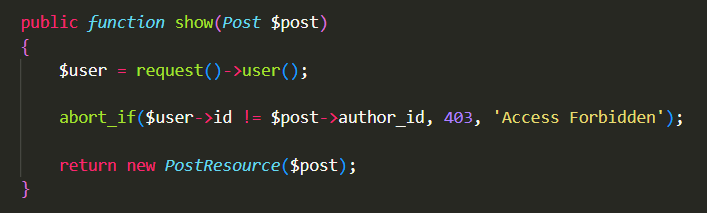 public function show(Post $post)
{
    $user = request()->user();
    abort_if($user->id != $post->author_id, 403, 'Access Forbidden');
    return new PostResource($post);
}